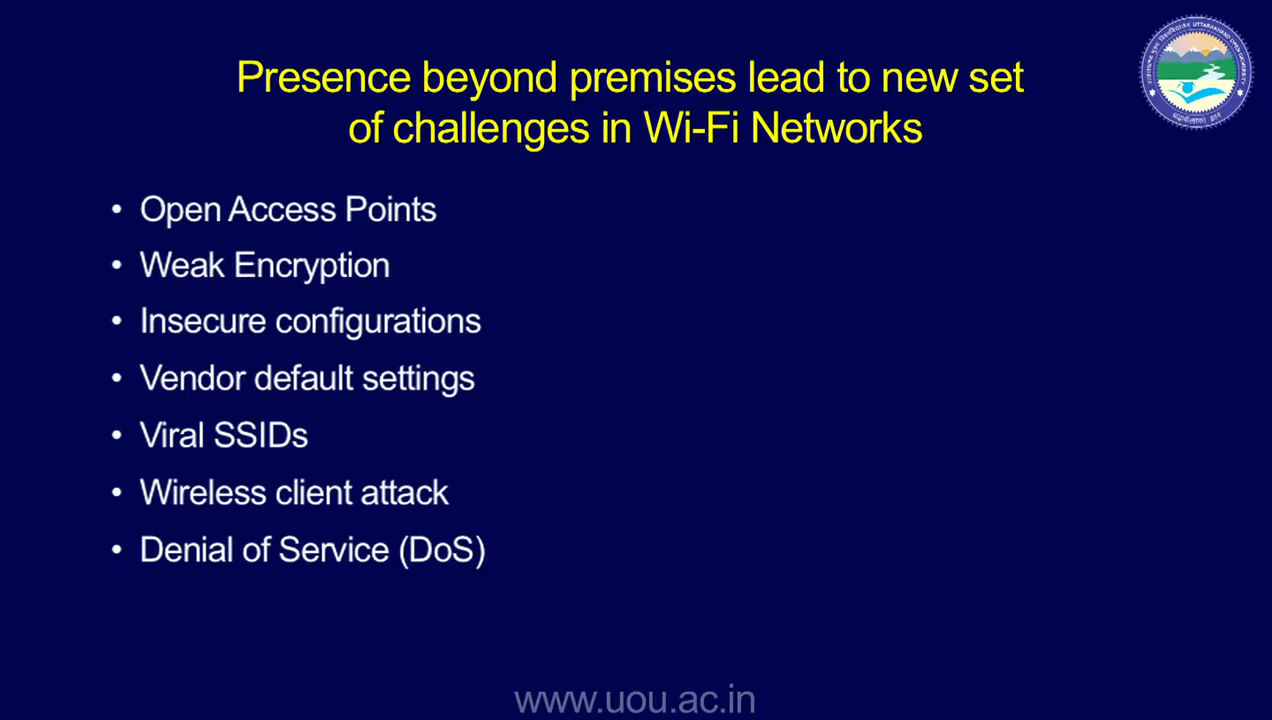 Presence beyond premises lead to new set
of challenges in Wi-Fi Networks
• Open Access Points
• Weak Encryption
• Insecure configurations
• Vendor default settings
• Viral SSIDs
• Wireless client attack
• Denial of Service (DoS)
www.uou.ac.in